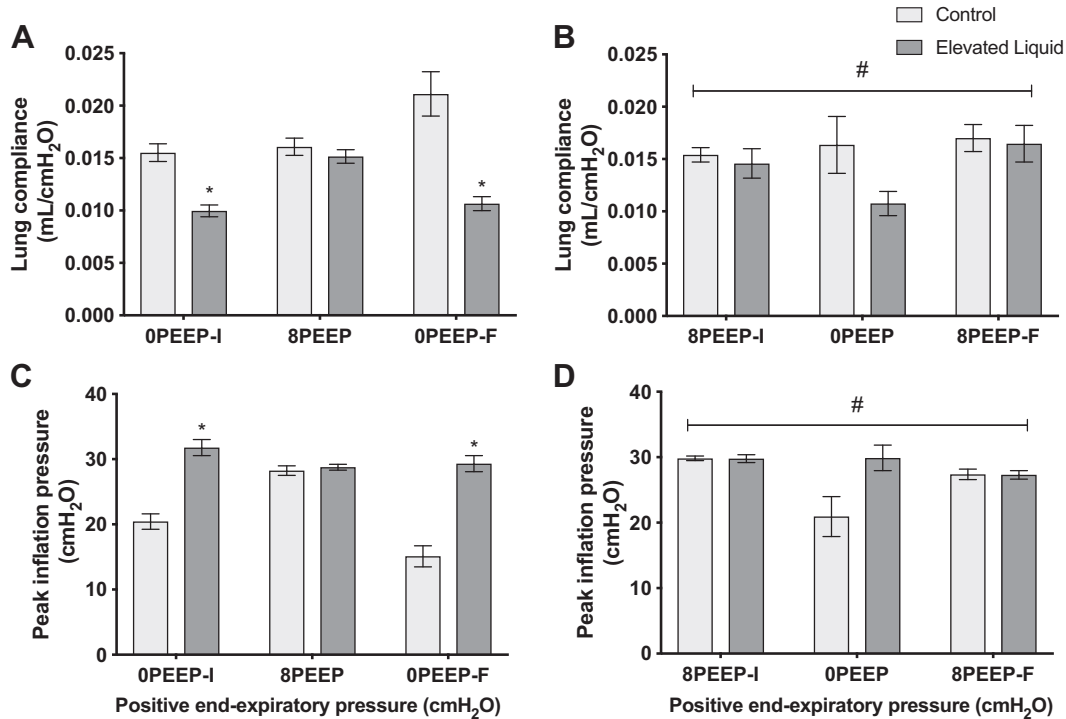 Control
Elevated Liquid
A
0.025
0.020
0.015
0.010
0.005
0.000
Lung compliance
(mL/cmH₂O)
*
*
0PEEP-I
8PEEP
0PEEP-F
B
0.025
0.020
0.015
0.010
0.005
0.000
Lung compliance
(mL/cmH₂O)
#
8PEEP-I
0PEEP
8PEEP-F
C
40
30
20
10
0
Peak inflation pressure
(cmH₂O)
*
*
0PEEP-I
8PEEP
0PEEP-F
Positive end-expiratory pressure (cmH₂O)
D
40
30
20
10
0
Peak inflation pressure
(cmH₂O)
#
8PEEP-I
0PEEP
8PEEP-F
Positive end-expiratory pressure (cmH₂O)